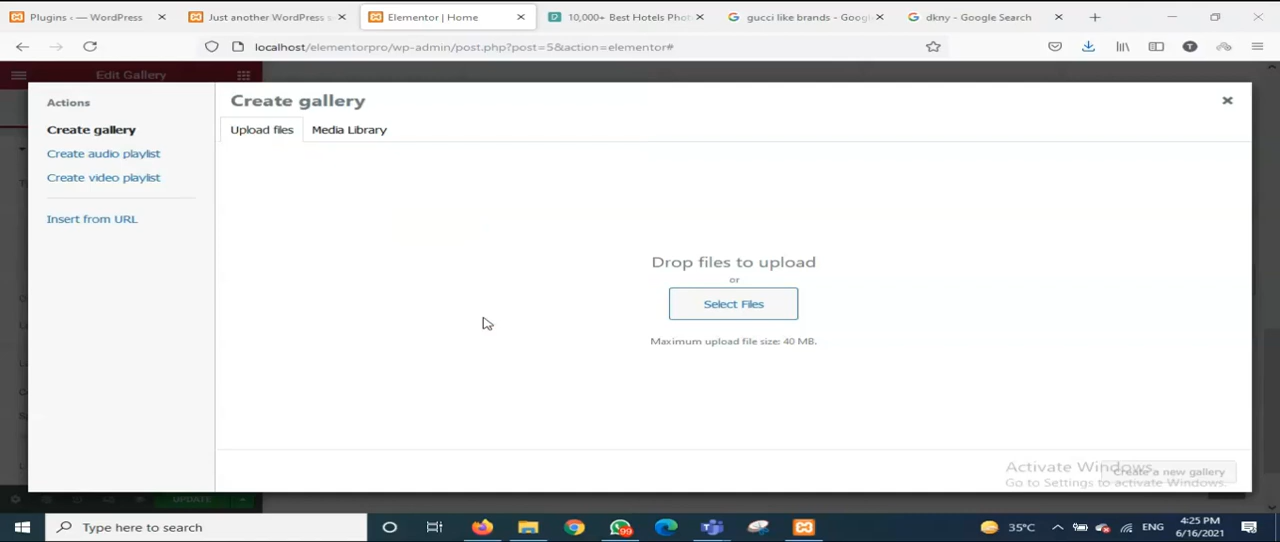 Plugins ‹ — WordPress
Just another WordPress s
Elementor | Home
10,000+ Best Hotels Phot
gucci like brands - Googl
dkny - Google Search
localhost/elementorpro/wp-admin/post.php?post=5&action=elementor#
Edit Gallery
Actions
Create gallery
Create audio playlist
Create video playlist
Insert from URL
Create gallery
Upload files
Media Library
Drop files to upload
or
Select Files
Maximum upload file size: 40 MB.
Create a new gallery
Activate Windows
Go to Settings to activate Windows.
UPDATE
Type here to search
99
35°C
ENG
4:25 PM
6/16/2021